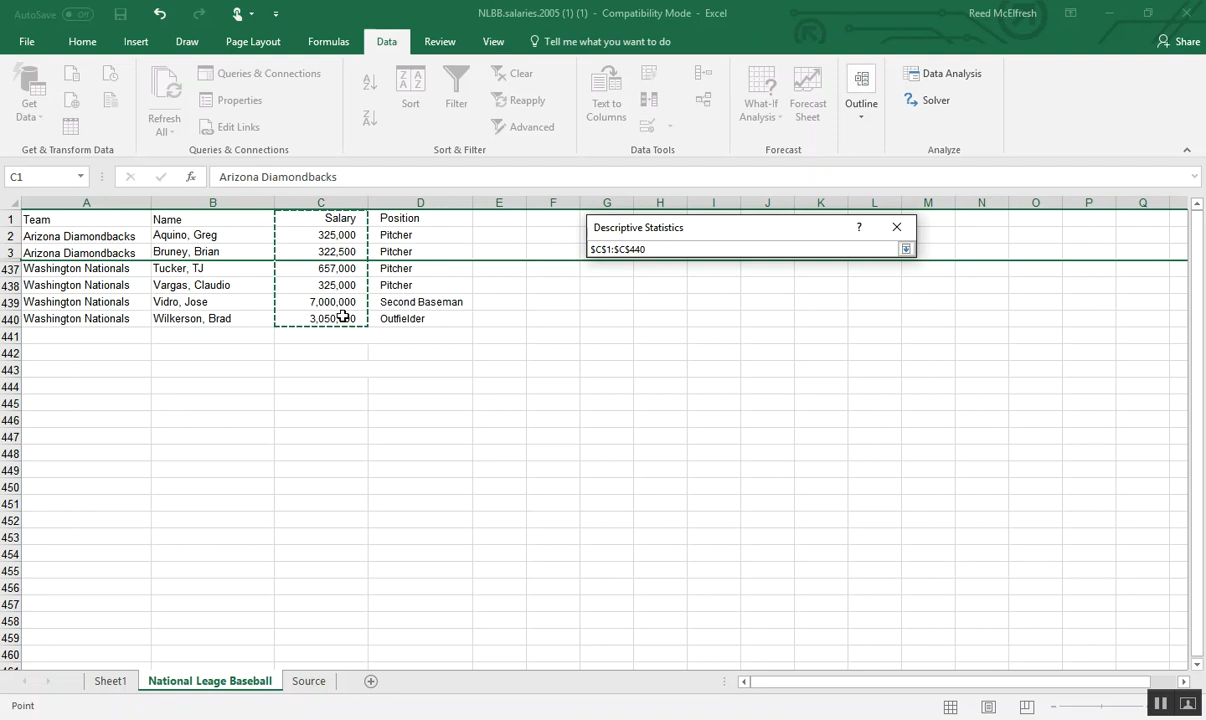 AutoSave Off NLBB.salaries.2005 (1) (1) - Compatibility Mode - Excel Reed McElfresh
File Home Insert Draw Page Layout Formulas Data Review View Tell me what you want to do Share
Get Data Refresh All Queries & Connections Properties Edit Links Sort Filter Clear Reapply Advanced Text to Columns What-If Analysis Forecast Sheet Outline Data Analysis Solver
Get & Transform Data Queries & Connections Sort & Filter Data Tools Forecast Analyze
C1 fx Arizona Diamondbacks
A B C D E F G H I J K L M N O P Q
1 Team Name Salary Position
2 Arizona Diamondbacks Aquino, Greg 325,000 Pitcher
3 Arizona Diamondbacks Bruney, Brian 322,500 Pitcher
437 Washington Nationals Tucker, TJ 657,000 Pitcher
438 Washington Nationals Vargas, Claudio 325,000 Pitcher
439 Washington Nationals Vidro, Jose 7,000,000 Second Baseman
440 Washington Nationals Wilkerson, Brad Outfielder
Descriptive Statistics ?
$C$1:$C$440
441
442
443
444
445
446
447
448
449
450
451
452
453
454
455
456
457
458
459
460
Sheet1 National Leage Baseball Source
Point